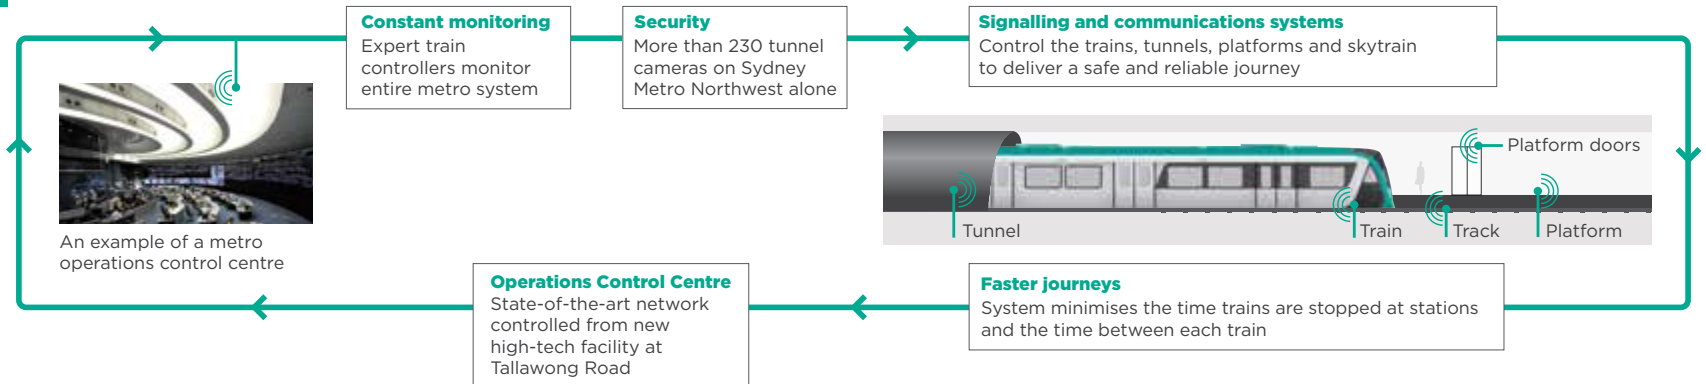 Constant monitoring
Expert train
controllers monitor
entire metro system
Security
More than 230 tunnel
cameras on Sydney
Metro Northwest alone
Signalling and communications systems
Control the trains, tunnels, platforms and skytrain
to deliver a safe and reliable journey
An example of a metro
operations control centre
Platform doors
Tunnel
Train
Track
Platform
Operations Control Centre
State-of-the-art network
controlled from new
high-tech facility at
Tallawong Road
Faster journeys
System minimises the time trains are stopped at stations
and the time between each train